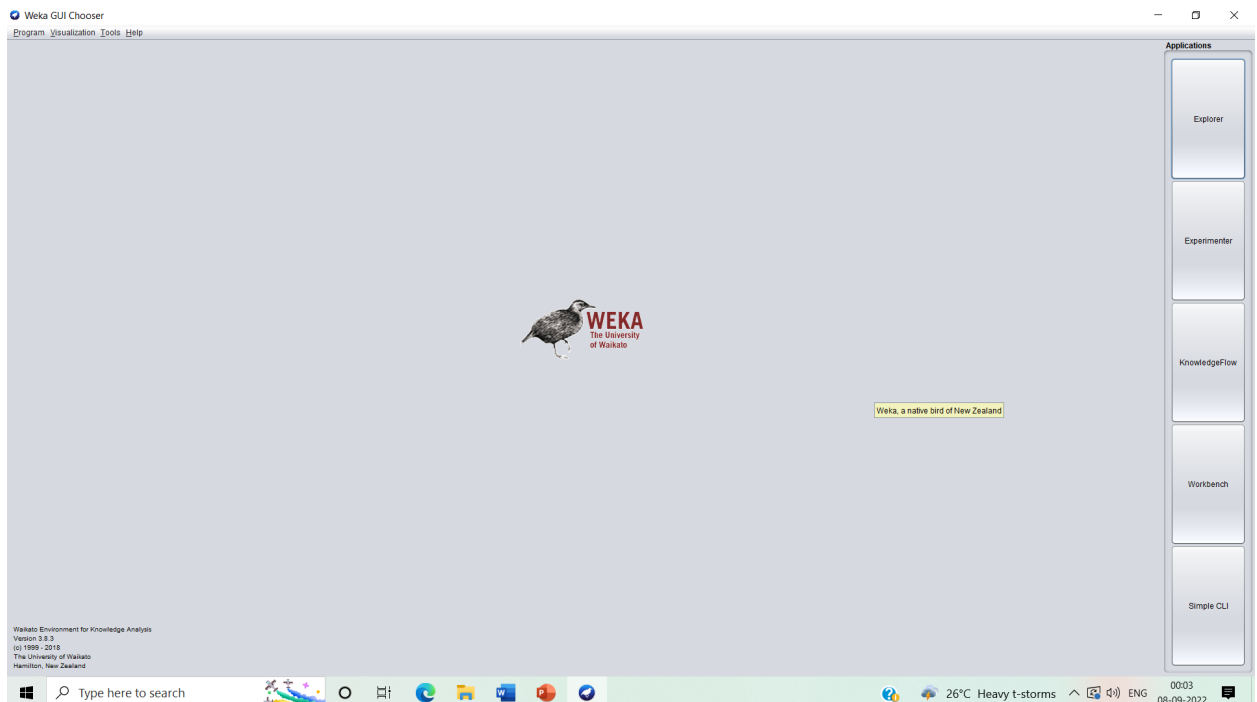 Weka GUI Chooser
Program Visualization Tools Help
Applications
Explorer
Experimenter
KnowledgeFlow
Workbench
Simple CLI
WEKA
The University
of Waikato
Weka, a native bird of New Zealand
Waikato Environment for Knowledge Analysis
Version 3.8.3
(c) 1999 - 2018
The University of Waikato
Hamilton, New Zealand
Type here to search
26°C Heavy t-storms
ENG
00:03
08-09-2022